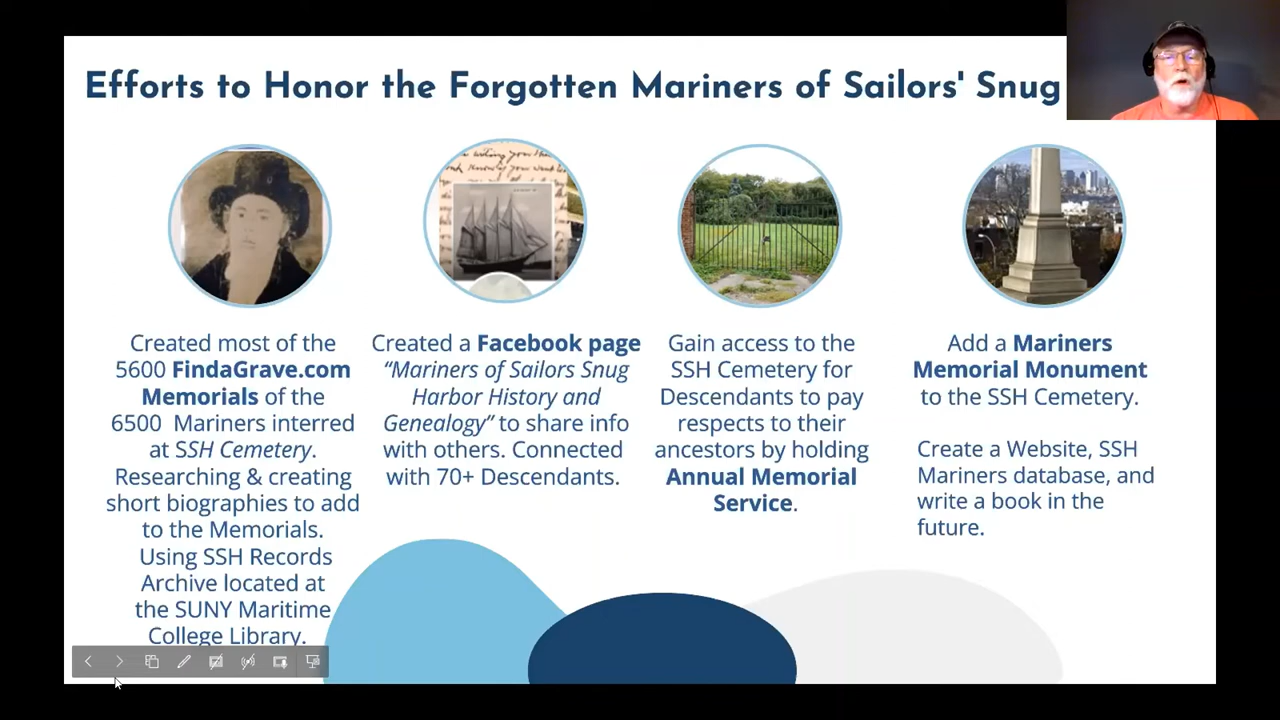 Efforts to Honor the Forgotten Mariners of Sailors' Snug
Created most of the
5600 FindaGrave.com
Memorials of the
6500 Mariners interred
at SSH Cemetery.
Researching & creating
short biographies to add
to the Memorials.
Using SSH Records
Archive located at
the SUNY Maritime
College Library.
Created a Facebook page
“Mariners of Sailors Snug
Harbor History and
Genealogy” to share info
with others. Connected
with 70+ Descendants.
Gain access to the
SSH Cemetery for
Descendants to pay
respects to their
ancestors by holding
Annual Memorial
Service.
Add a Mariners
Memorial Monument
to the SSH Cemetery.
Create a Website, SSH
Mariners database, and
write a book in the
future.